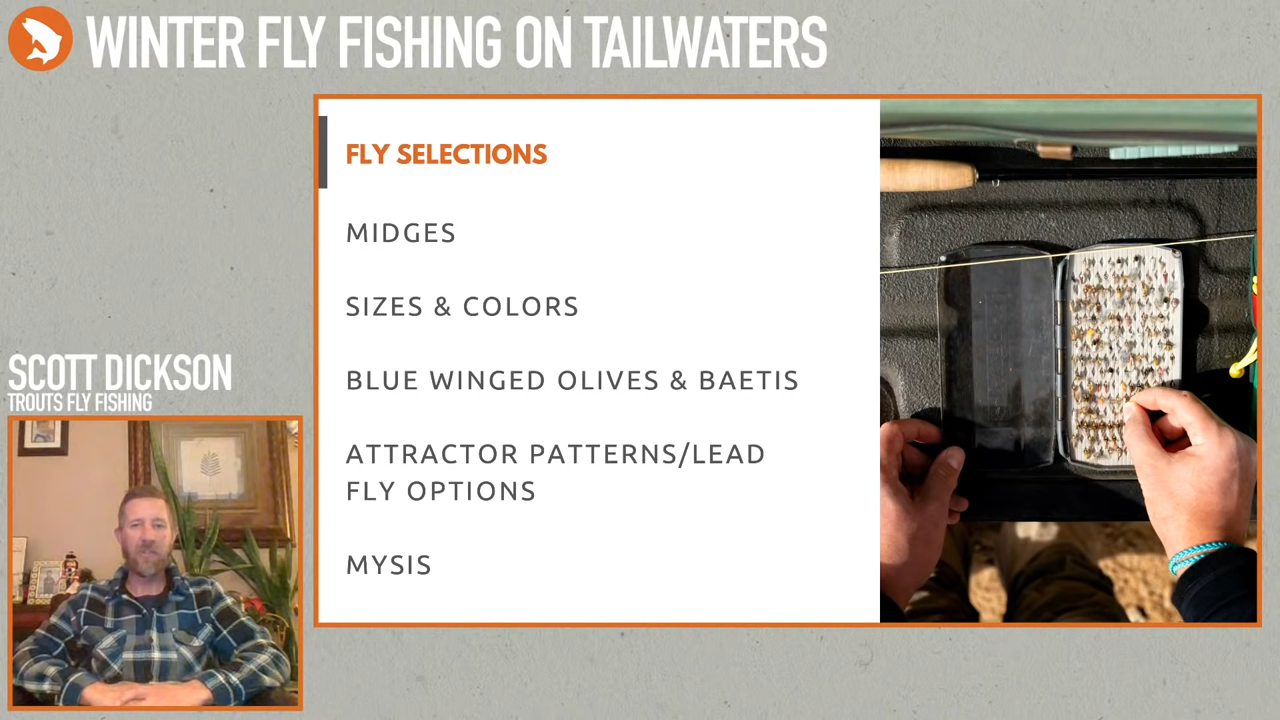 WINTER FLY FISHING ON TAILWATERS
FLY SELECTIONS
MIDGES
SIZES & COLORS
BLUE WINGED OLIVES & BAETIS
ATTRACTOR PATTERNS/LEAD
FLY OPTIONS
MYSIS
SCOTT DICKSON
TROUTS FLY FISHING